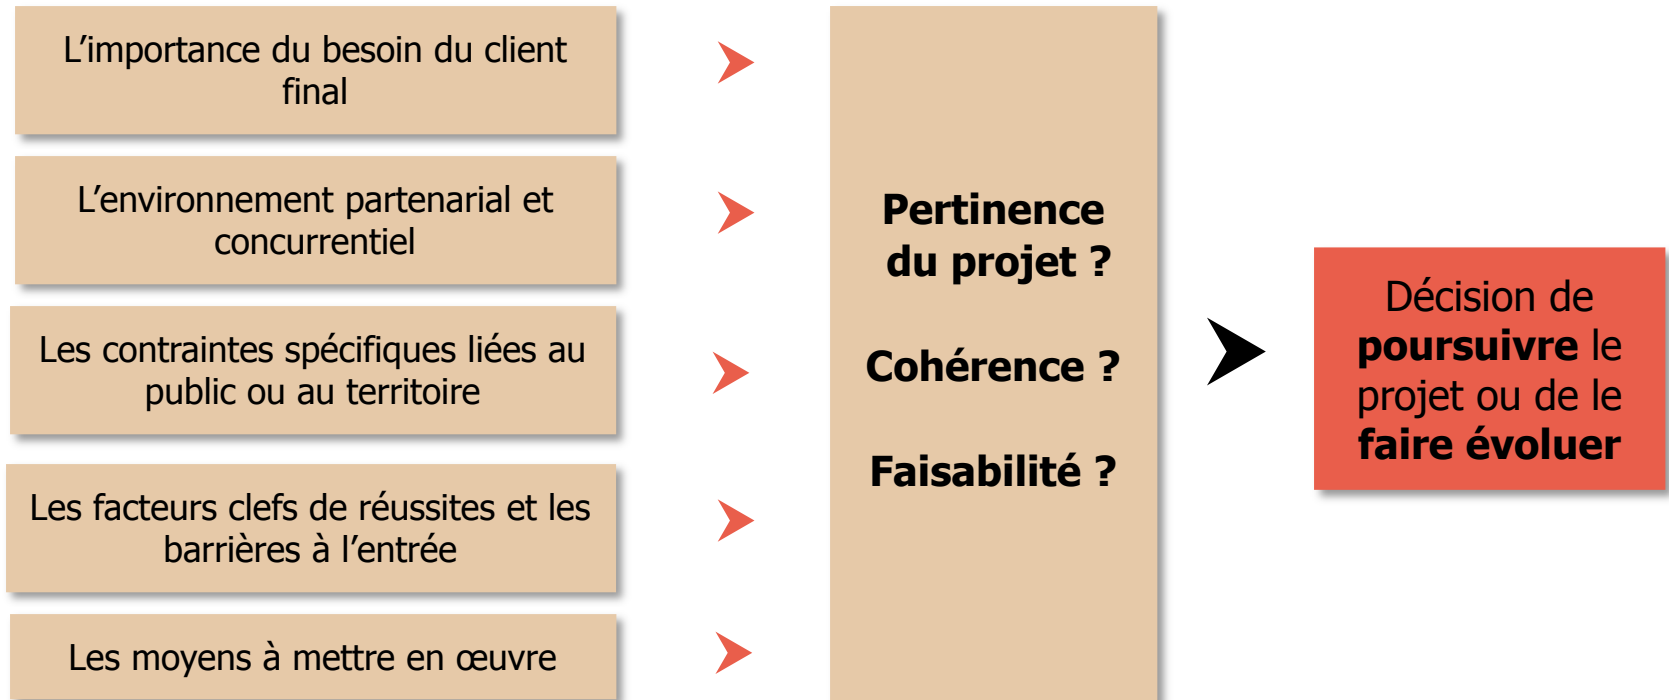 L’importance du besoin du client
final
L’environnement partenarial et
concurrentiel
Les contraintes spécifiques liées au
public ou au territoire
Les facteurs clefs de réussites et les
barrières à l’entrée
Les moyens à mettre en œuvre
Pertinence
du projet ?
Cohérence ?
Faisabilité ?
Décision de
poursuivre le
projet ou de le
faire évoluer